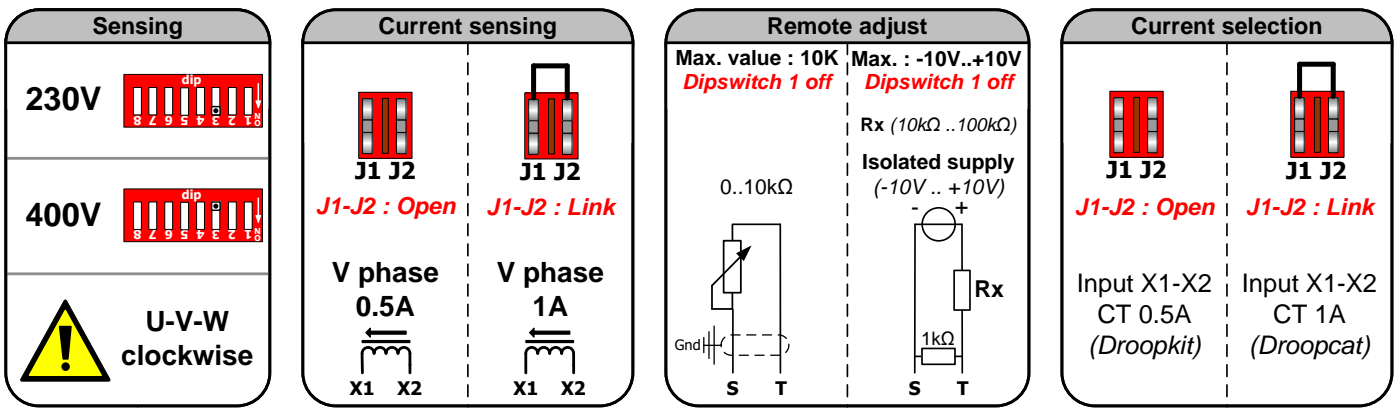 Sensing
230V
dip
8 7 6 5 4 3 2 1
ON
400V
dip
8 7 6 5 4 3 2 1
ON
U-V-W
clockwise
Current sensing
J1 J2
J1-J2 : Open
V phase
0.5A
X1 X2
J1 J2
J1-J2 : Link
V phase
1A
X1 X2
Remote adjust
Max. value : 10K
Dipswitch 1 off
0..10kΩ
Gnd
S T
Max. : -10V..+10V
Dipswitch 1 off
Rx (10kΩ ..100kΩ)
Isolated supply
(-10V .. +10V)
- +
Rx
1kΩ
S T
Current selection
J1 J2
J1-J2 : Open
Input X1-X2
CT 0.5A
(Droopkit)
J1 J2
J1-J2 : Link
Input X1-X2
CT 1A
(Droopcat)